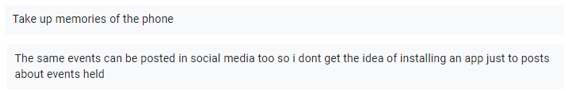 Take up memories of the phone
The same events can be posted in social media too so i dont get the idea of installing an app just to posts
about events held